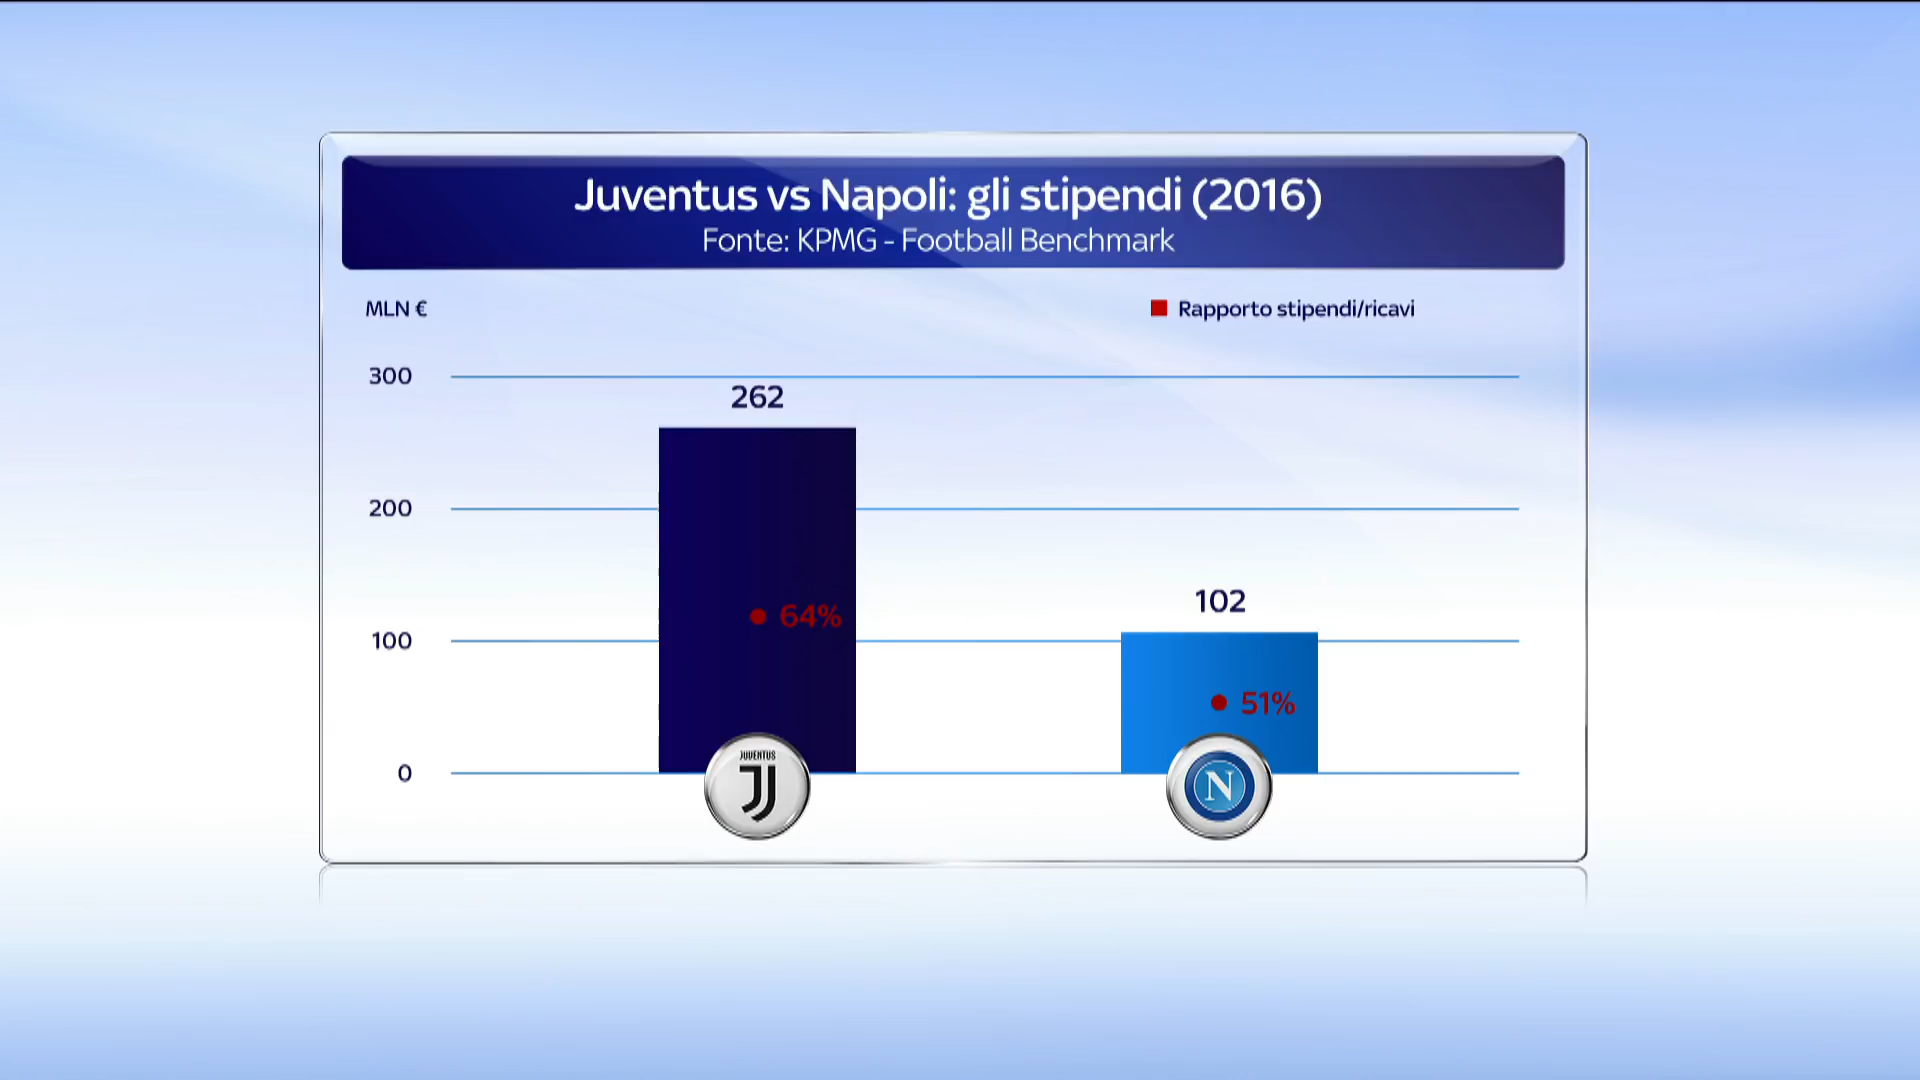 Juventus vs Napoli: gli stipendi (2016)
Fonte: KPMG - Football Benchmark
MLN €
Rapporto stipendi/ricavi
300
262
200
102
64%
100
51%
0
JUVENTUS
N